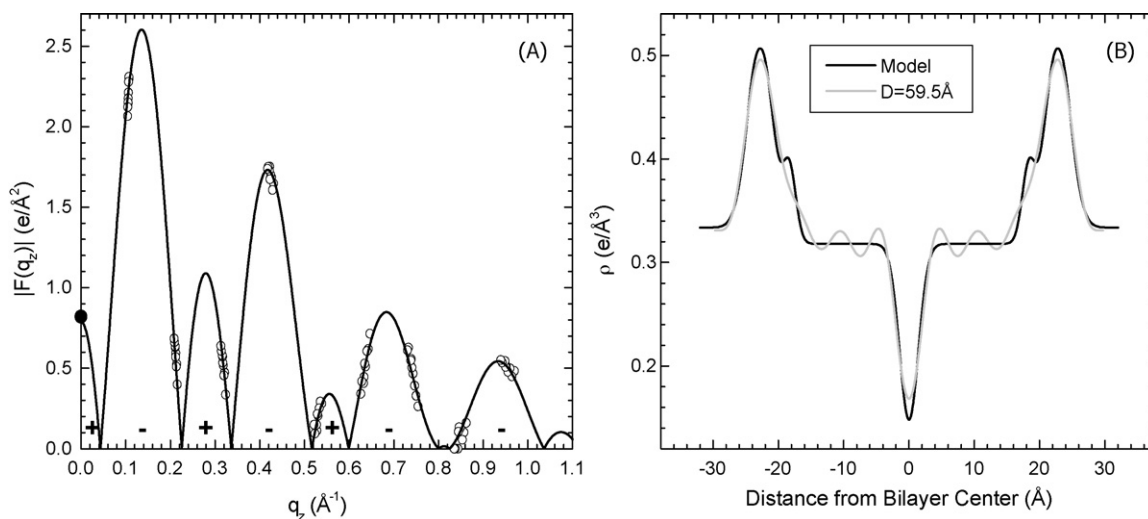 (A)
|F(q_z)| (e/Å²)
2.5
2.0
1.5
1.0
0.5
0.0
+ - + - + - -
0.0 0.1 0.2 0.3 0.4 0.5 0.6 0.7 0.8 0.9 1.0 1.1
q_z (Å⁻¹)
(B)
Model
D=59.5Å
ρ (e/Å³)
0.5
0.4
0.3
0.2
-30 -20 -10 0 10 20 30
Distance from Bilayer Center (Å)